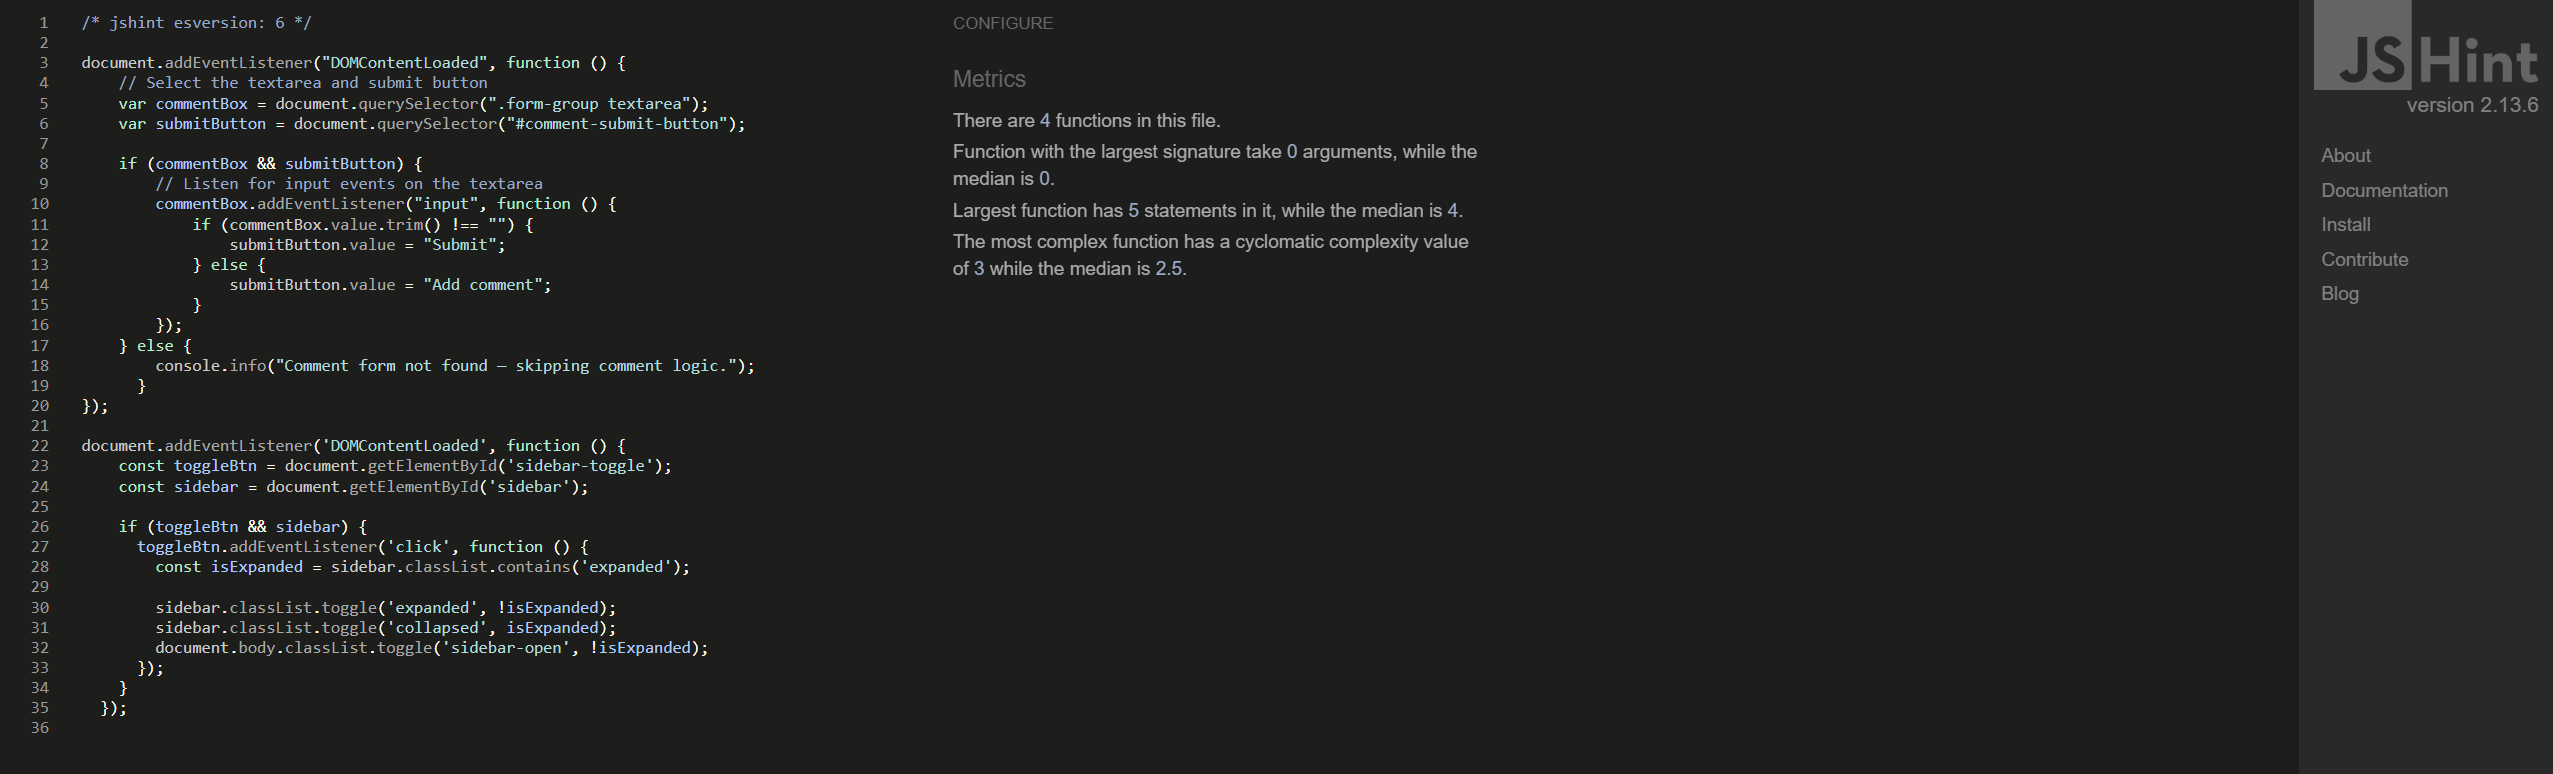 1 /* jshint esversion: 6 */
2
3 document.addEventListener("DOMContentLoaded", function () {
4     // Select the textarea and submit button
5     var commentBox = document.querySelector(".form-group textarea");
6     var submitButton = document.querySelector("#comment-submit-button");
7
8     if (commentBox && submitButton) {
9         // Listen for input events on the textarea
10         commentBox.addEventListener("input", function () {
11             if (commentBox.value.trim() !== "") {
12                 submitButton.value = "Submit";
13             } else {
14                 submitButton.value = "Add comment";
15             }
16         });
17     } else {
18         console.info("Comment form not found – skipping comment logic.");
19       }
20 });
21
22 document.addEventListener('DOMContentLoaded', function () {
23     const toggleBtn = document.getElementById('sidebar-toggle');
24     const sidebar = document.getElementById('sidebar');
25
26     if (toggleBtn && sidebar) {
27       toggleBtn.addEventListener('click', function () {
28         const isExpanded = sidebar.classList.contains('expanded');
29
30         sidebar.classList.toggle('expanded', !isExpanded);
31         sidebar.classList.toggle('collapsed', isExpanded);
32         document.body.classList.toggle('sidebar-open', !isExpanded);
33       });
34     }
35   });
36
CONFIGURE
Metrics
There are 4 functions in this file.
Function with the largest signature take 0 arguments, while the
median is 0.
Largest function has 5 statements in it, while the median is 4.
The most complex function has a cyclomatic complexity value
of 3 while the median is 2.5.
JSHint
version 2.13.6
About
Documentation
Install
Contribute
Blog